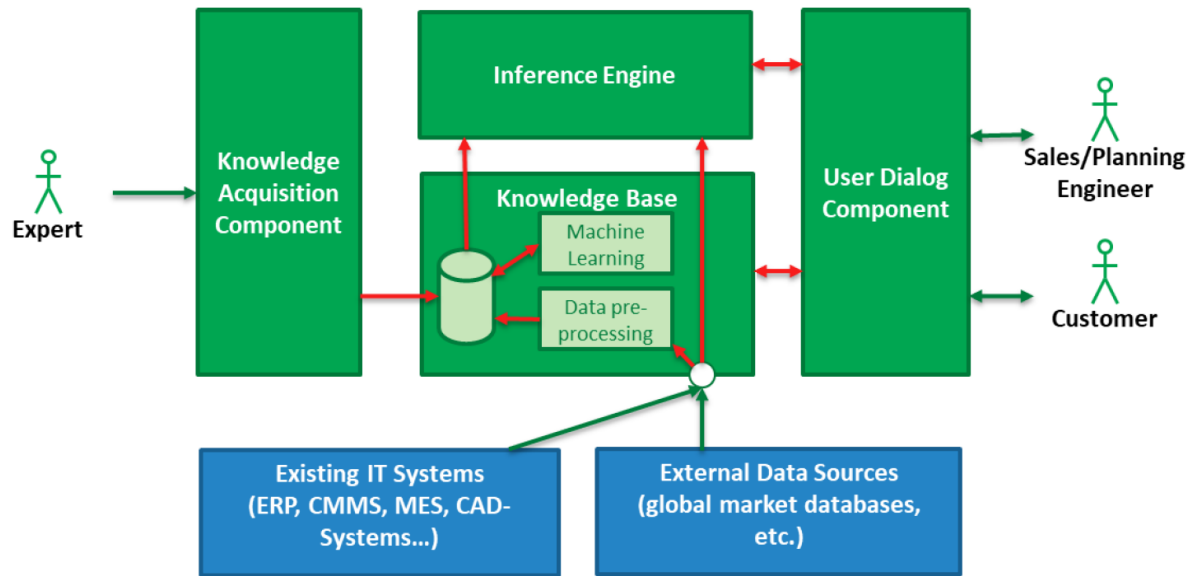 Inference Engine
Knowledge
Acquisition
Component
Expert
Knowledge Base
Machine
Learning
Data pre-
processing
User Dialog
Component
Sales/Planning
Engineer
Customer
Existing IT Systems
(ERP, CMMS, MES, CAD-
Systems…)
External Data Sources
(global market databases,
etc.)